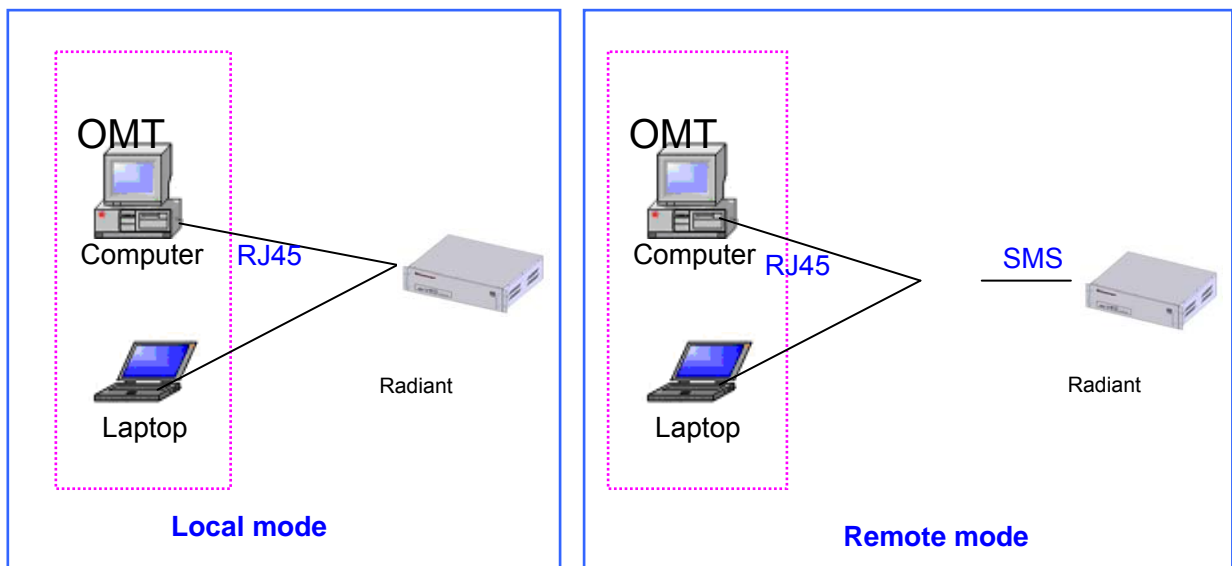 OMT
Computer
RJ45
Laptop
Radiant
Local mode
OMT
Computer
RJ45
SMS
Laptop
Radiant
Remote mode